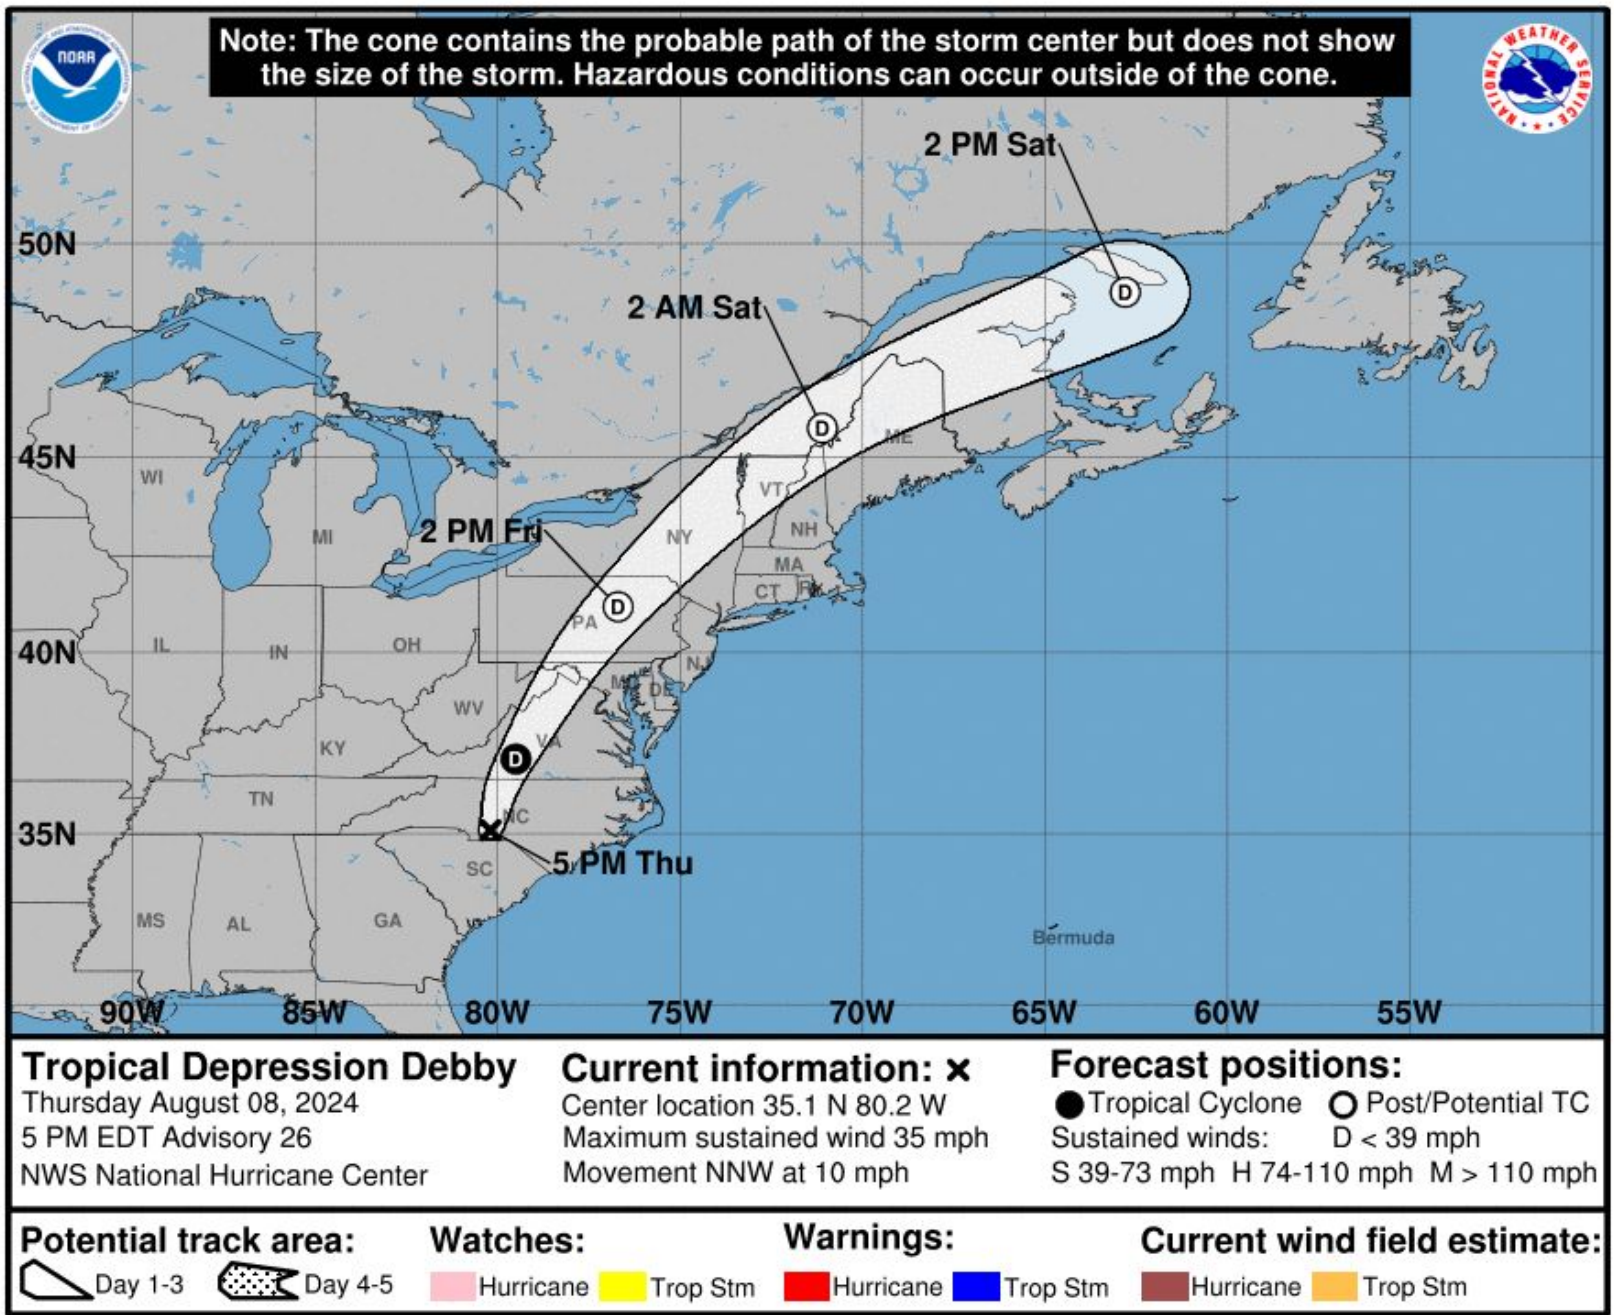 Note: The cone contains the probable path of the storm center but does not show
the size of the storm. Hazardous conditions can occur outside of the cone.
NOAA
NATIONAL WEATHER SERVICE
2 PM Sat
50N
2 AM Sat
45N
ME
WI
VT
2 PM Fri
NY
NH
MI
MA
CT
PA
40N
IL
IN
OH
NJ
DE
WV
VA
KY
TN
NC
35N
5 PM Thu
SC
MS
AL
GA
Bermuda
90W 85W 80W 75W 70W 65W 60W 55W
Tropical Depression Debby
Thursday August 08, 2024
5 PM EDT Advisory 26
NWS National Hurricane Center
Current information: x
Center location 35.1 N 80.2 W
Maximum sustained wind 35 mph
Movement NNW at 10 mph
Forecast positions:
Tropical Cyclone Post/Potential TC
Sustained winds: D < 39 mph
S 39-73 mph H 74-110 mph M > 110 mph
Potential track area:
Day 1-3 Day 4-5
Watches:
Hurricane Trop Stm
Warnings:
Hurricane Trop Stm
Current wind field estimate:
Hurricane Trop Stm